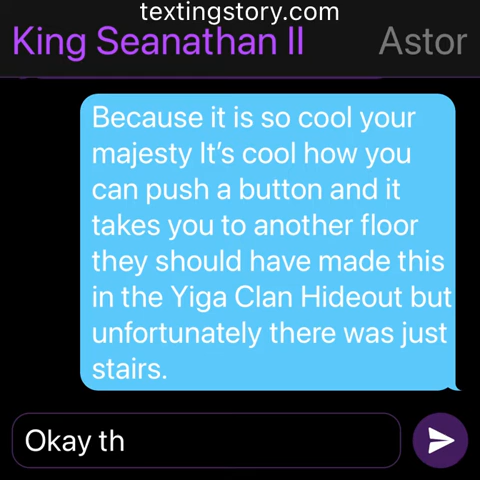 textingstory.com
King Seanathan II
Astor
Because it is so cool your
majesty It's cool how you
can push a button and it
takes you to another floor
they should have made this
in the Yiga Clan Hideout but
unfortunately there was just
stairs.
Okay th